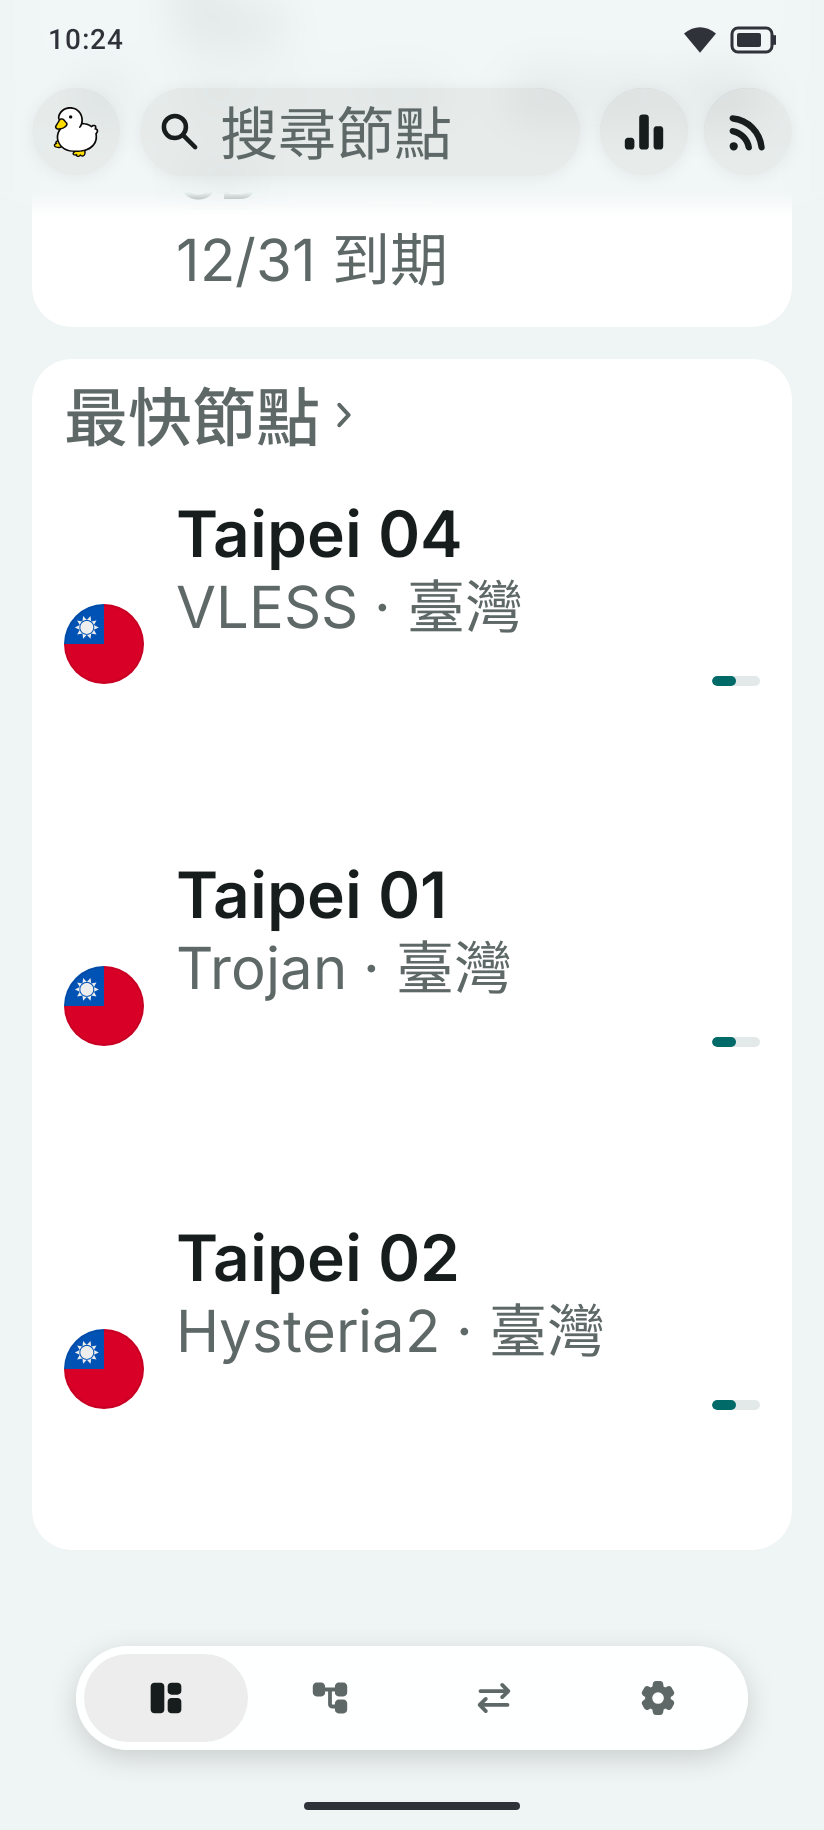 10:24
搜尋節點
12/31 到期
最快節點
Taipei 04
VLESS · 臺灣
Taipei 01
Trojan · 臺灣
Taipei 02
Hysteria2 · 臺灣